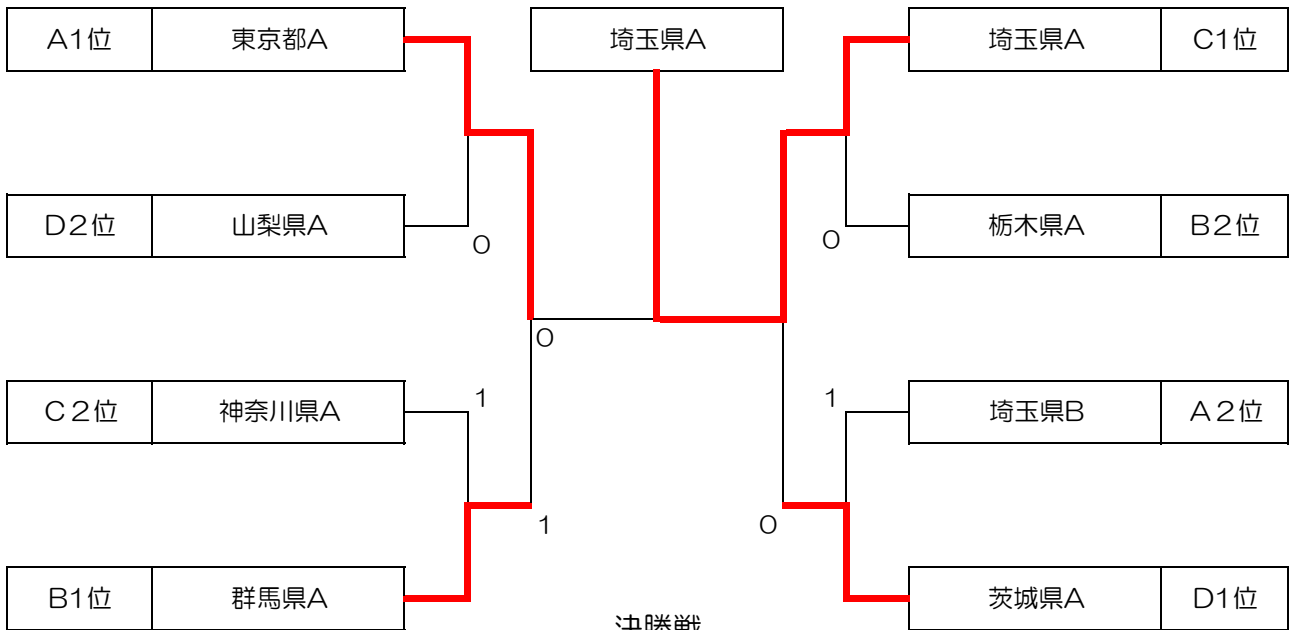 A1位 東京都A 埼玉県A 埼玉県A C1位
D2位 山梨県A 0 0 栃木県A B2位
0
C2位 神奈川県A 1 1 埼玉県B A2位
1 0
B1位 群馬県A 茨城県A D1位
決勝戦